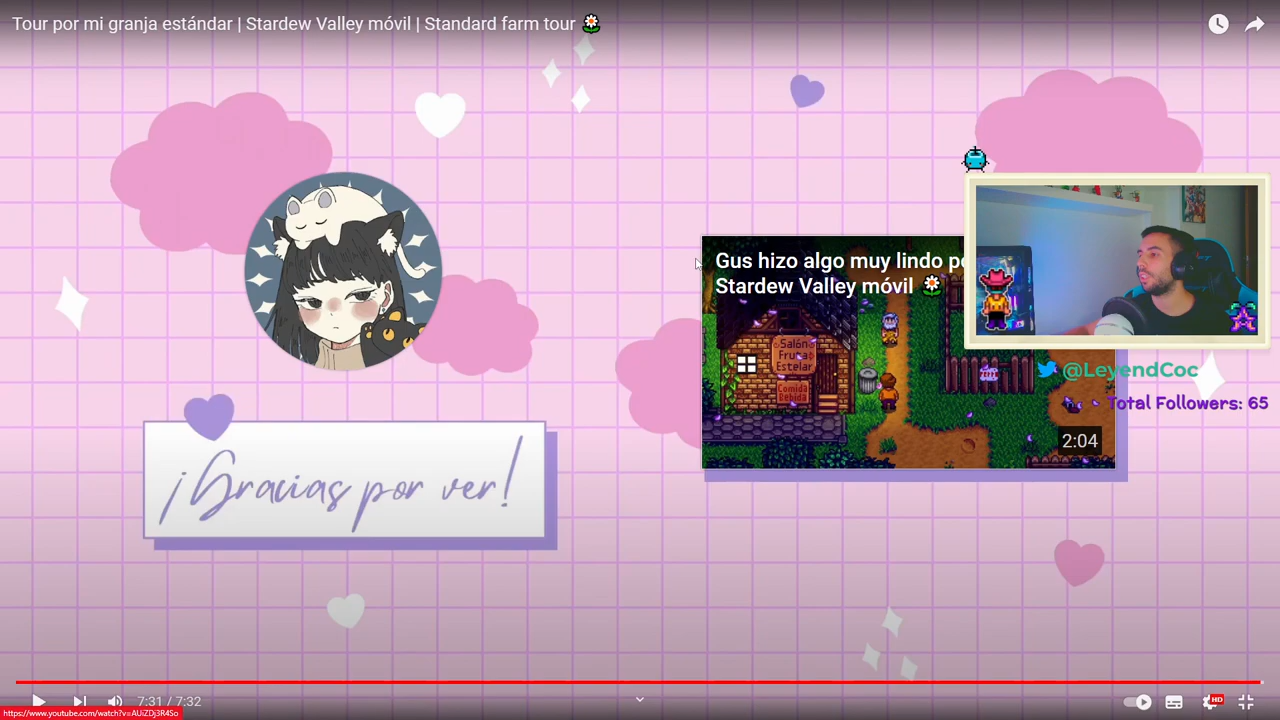 Tour por mi granja estándar | Stardew Valley móvil | Standard farm tour
Gus hizo algo muy lindo
Stardew Valley móvil
Salón
Fruta
Estelar
Comida
Bebida
2:04
@LeyendCoc
Total Followers: 65
¡Gracias por ver!
7:31 / 7:32
HD
https://www.youtube.com/watch?v=AUiZDj3R4So